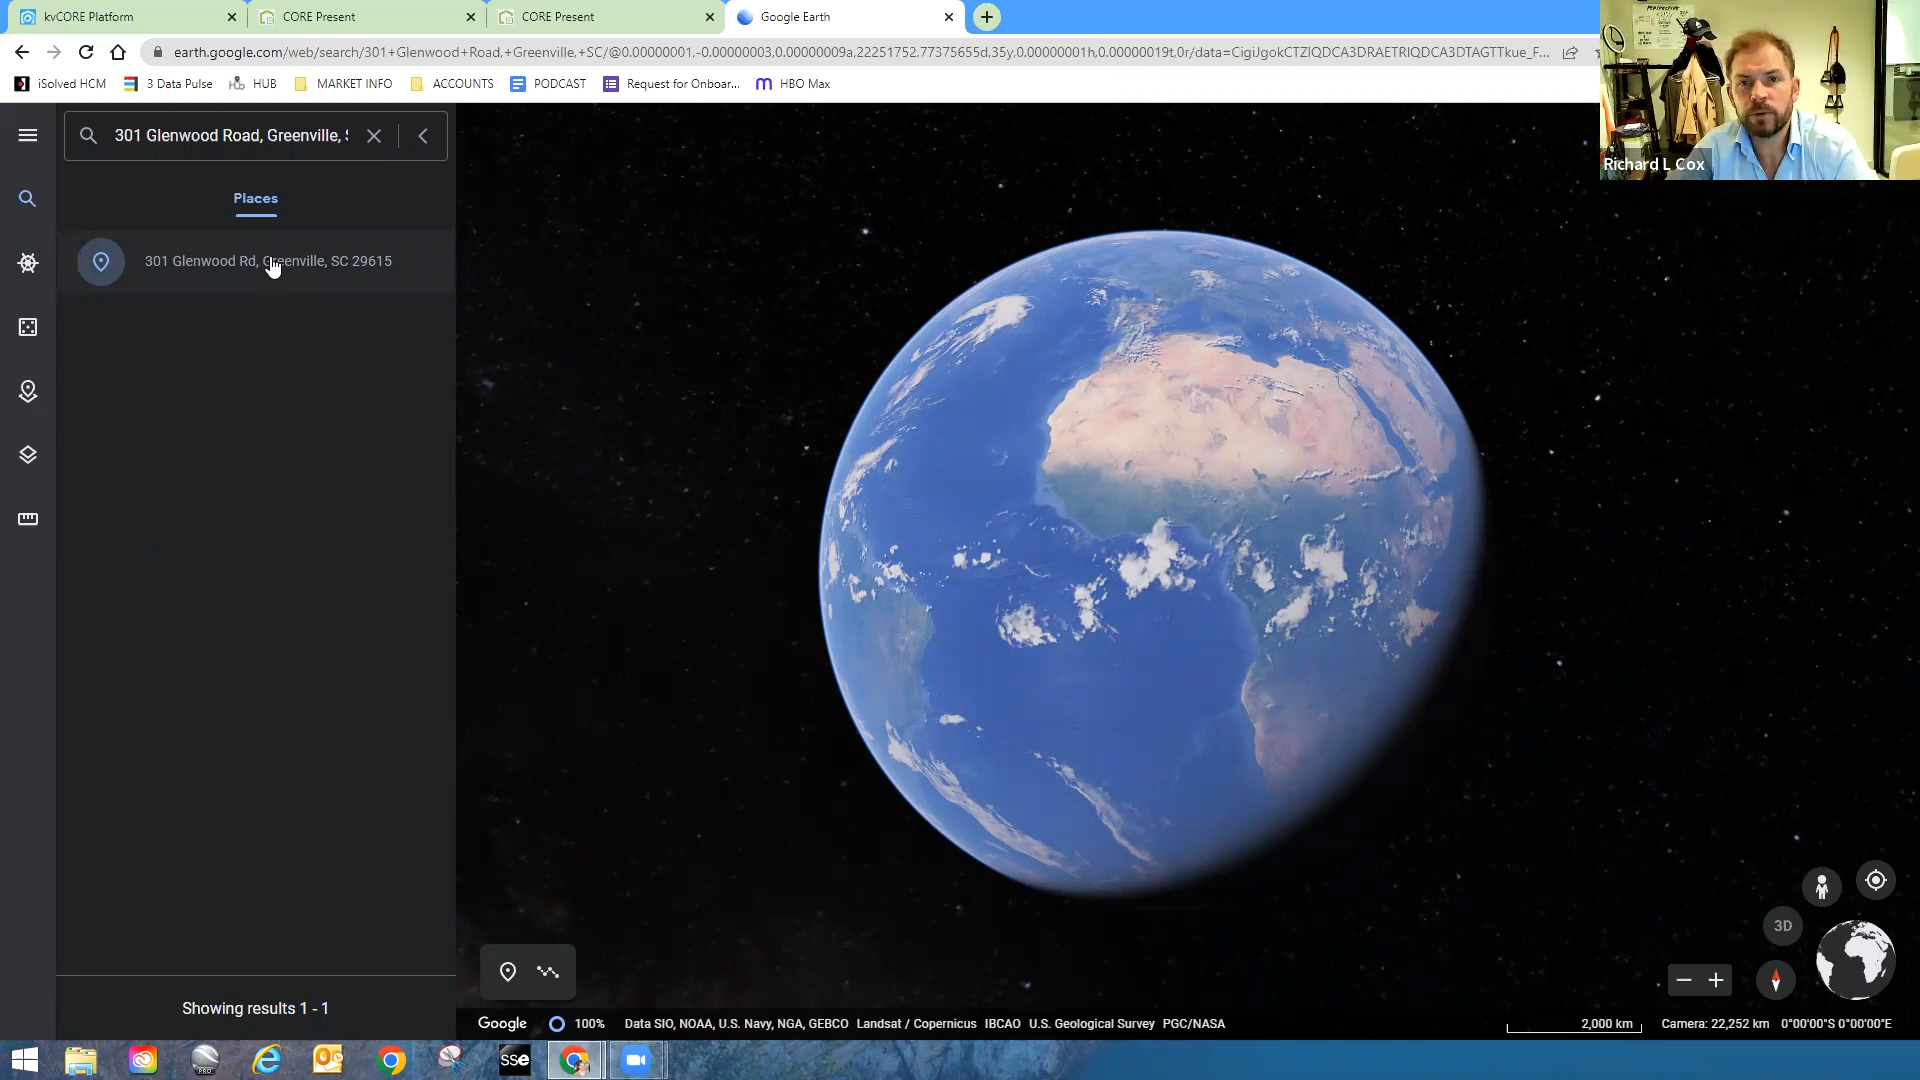 kvCORE Platform
CORE Present
CORE Present
Google Earth
earth.google.com/web/search/301+Glenwood+Road,+Greenville,+SC/@0.00000001,-0.00000003,0.00000009a,22251752.77375655d,35y,0.00000001h,0.00000019t,0r/data=CigiJgokCTZlQDCA3DRAETRlQDCA3DTAGTTkue_F...
iSolved HCM
3 Data Pulse
HUB
MARKET INFO
ACCOUNTS
PODCAST
Request for Onboar...
HBO Max
301 Glenwood Road, Greenville, S
Places
301 Glenwood Rd, Greenville, SC 29615
Showing results 1 - 1
Richard L Cox
3D
Google
100%
Data SIO, NOAA, U.S. Navy, NGA, GEBCO Landsat / Copernicus IBCAO U.S. Geological Survey PGC/NASA
2,000 km
Camera: 22,252 km 0°00'00"S 0°00'00"E
PRO
sse